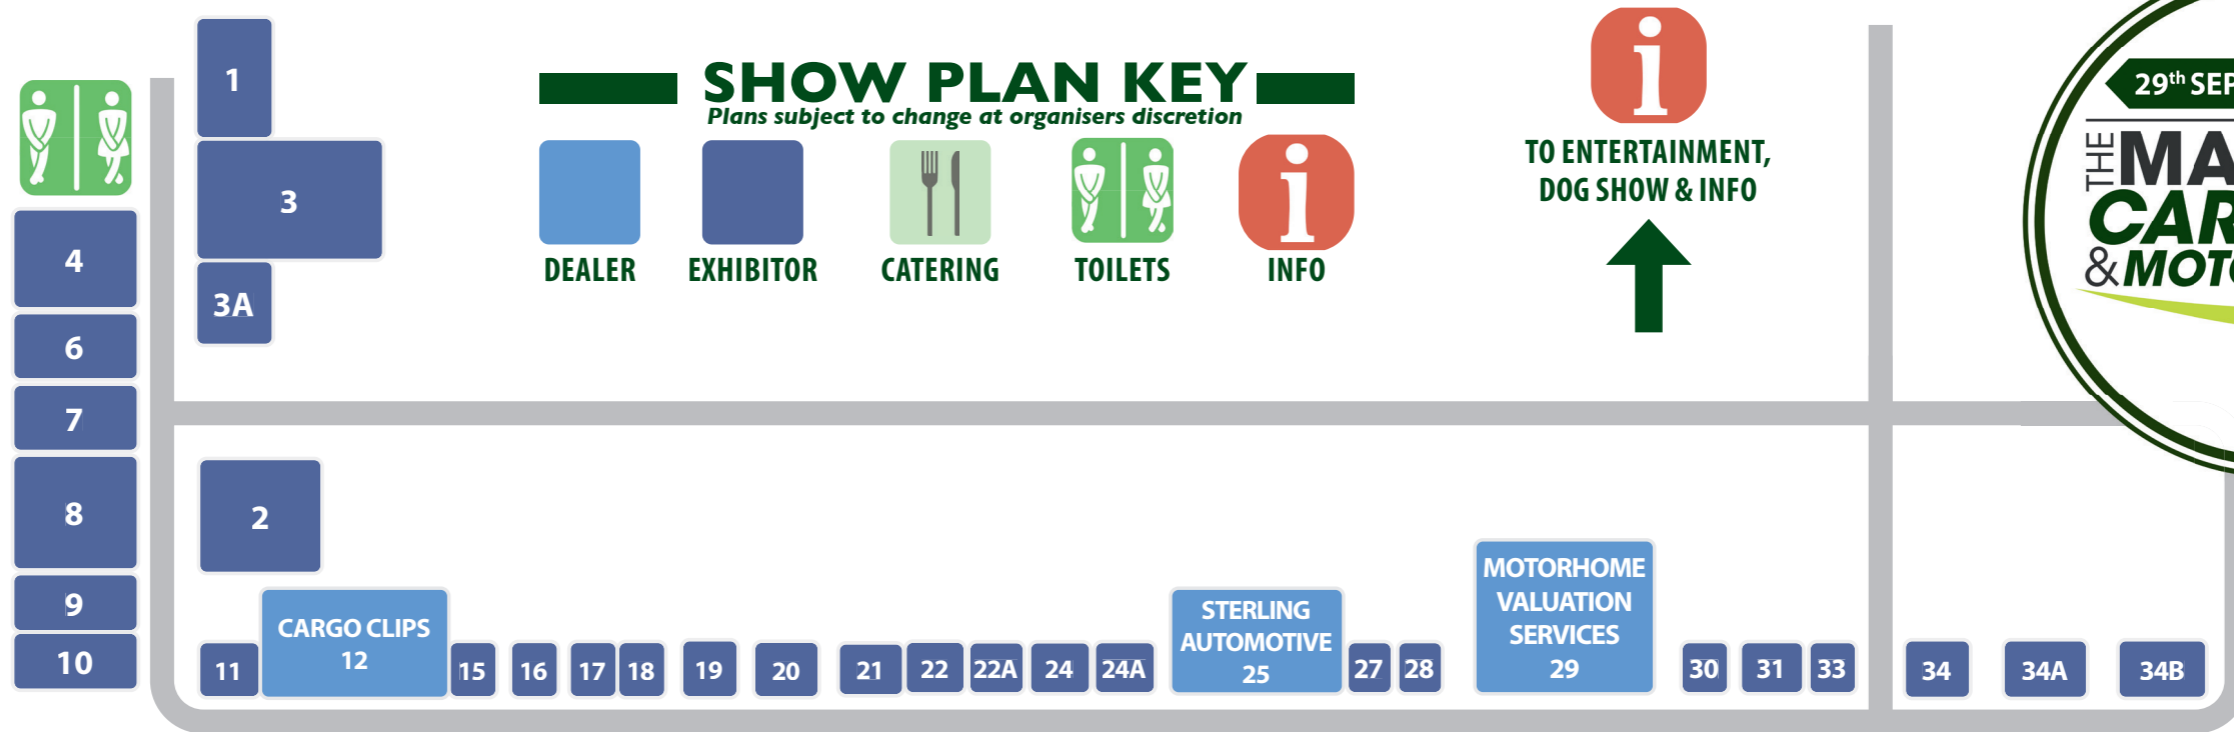 SHOW PLAN KEY
Plans subject to change at organisers discretion
DEALER
EXHIBITOR
CATERING
TOILETS
INFO
i
i
TO ENTERTAINMENT,
DOG SHOW & INFO
29th SEP
THE
MA
CAR
&MOTO
1
3
3A
4
6
7
8
9
10
2
11
CARGO CLIPS
12
15
16
17
18
19
20
21
22
22A
24
24A
STERLING
AUTOMOTIVE
25
27
28
MOTORHOME
VALUATION
SERVICES
29
30
31
33
34
34A
34B